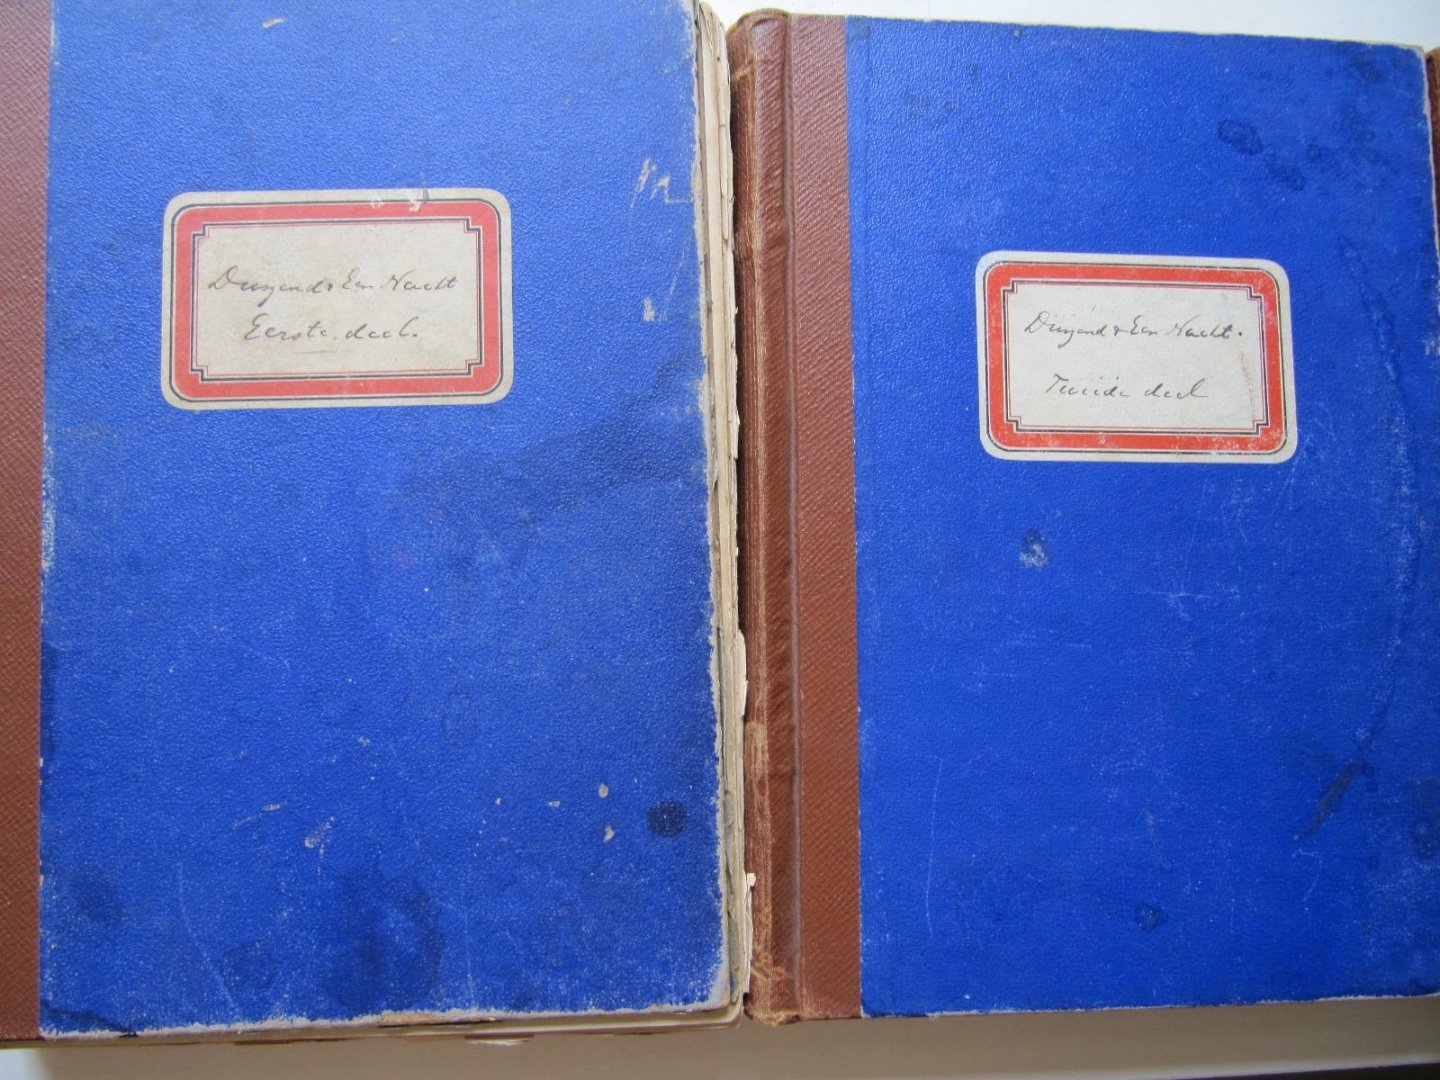 Duizend & Een Nacht
Eerste deel.
Duizend & Een Nacht.
Tweede deel